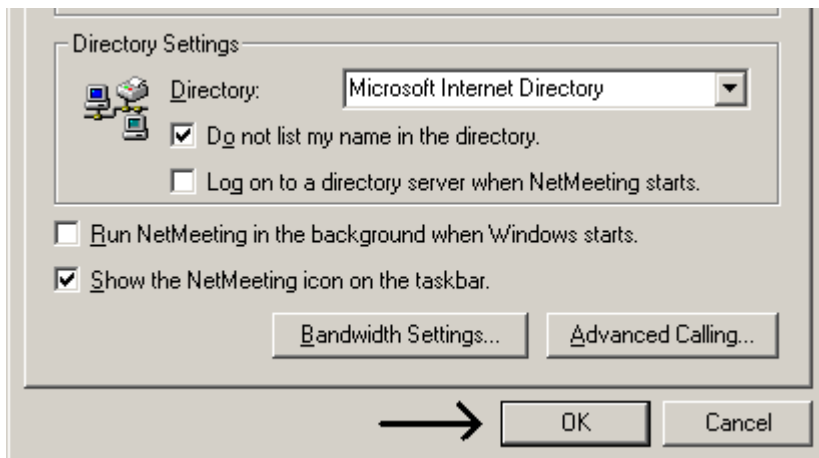 Directory Settings
Directory: Microsoft Internet Directory
Do not list my name in the directory.
Log on to a directory server when NetMeeting starts.
Run NetMeeting in the background when Windows starts.
Show the NetMeeting icon on the taskbar.
Bandwidth Settings... Advanced Calling...
OK Cancel